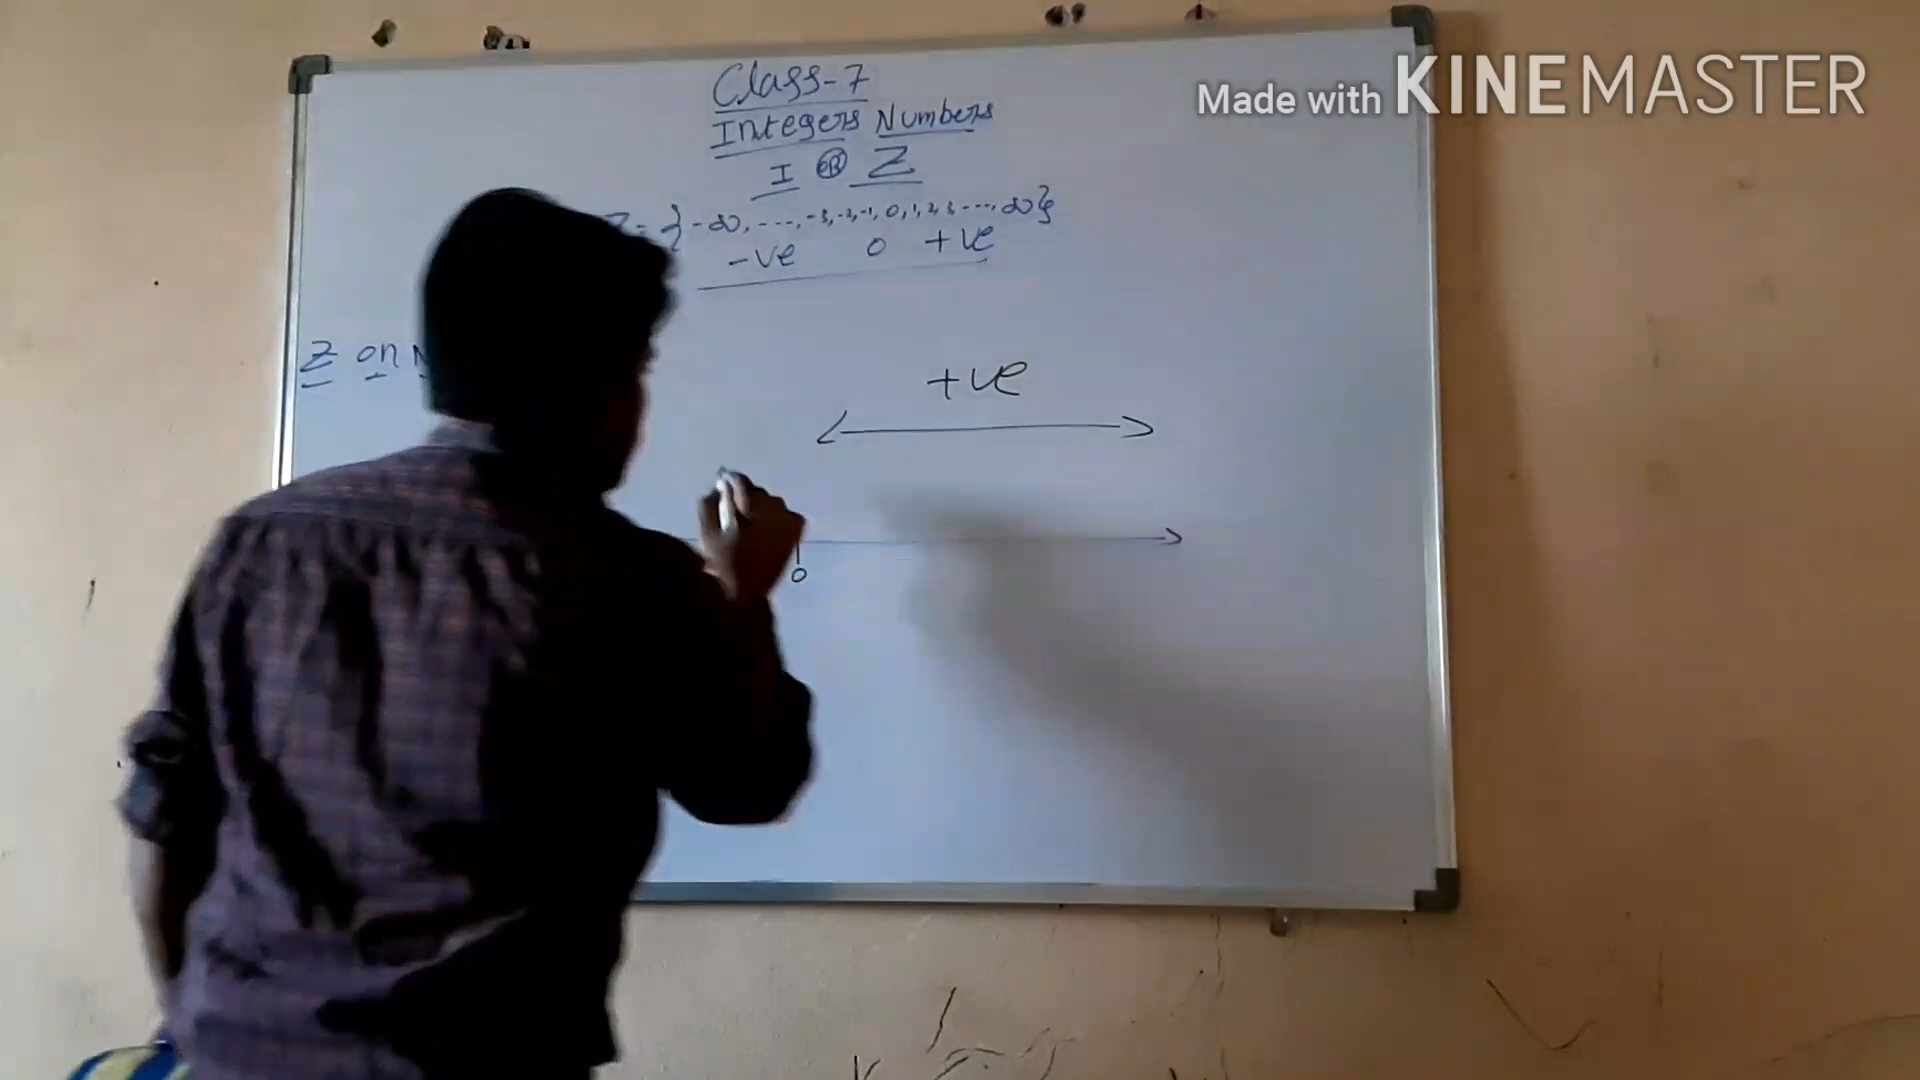 Made with KINEMASTER
Class-7
Integers Numbers
I OR Z
= {-∞, ...., -3, -2, -1, 0, 1, 2, 3 ...., ∞}
-ve 0 +ve
Z on
+ve
0